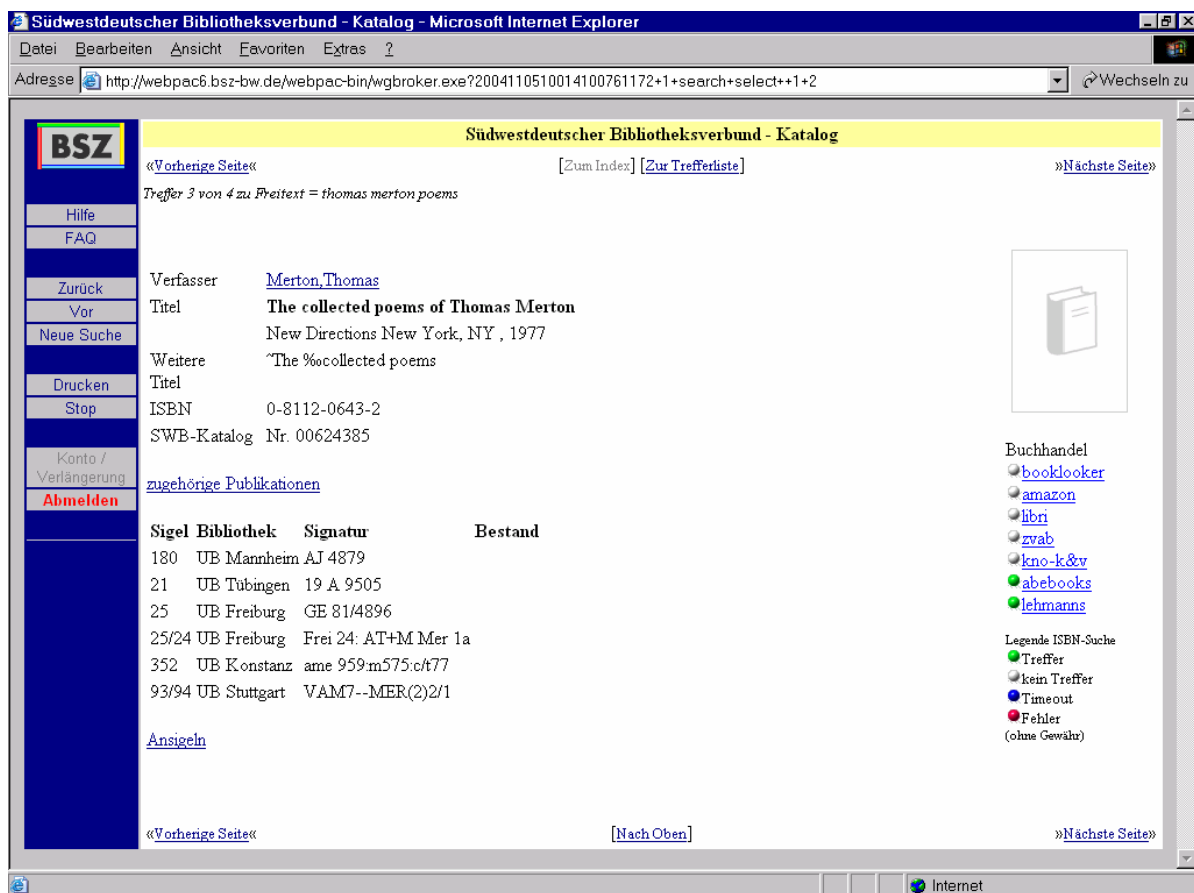 Südwestdeutscher Bibliotheksverbund - Katalog - Microsoft Internet Explorer
Datei Bearbeiten Ansicht Favoriten Extras ?
Adresse http://webpac6.bsz-bw.de/webpac-bin/wgbroker.exe?2004110510014100761172+1+search+select++1+2 Wechseln zu
BSZ
Südwestdeutscher Bibliotheksverbund - Katalog
«Vorherige Seite« [Zum Index] [Zur Trefferliste] »Nächste Seite»
Treffer 3 von 4 zu Freitext = thomas merton poems
Hilfe
FAQ
Zurück
Vor
Neue Suche
Drucken
Stop
Konto /
Verlängerung
Abmelden
Verfasser Merton,Thomas
Titel The collected poems of Thomas Merton
New Directions New York, NY , 1977
Weitere ^The %ocollected poems
Titel
ISBN 0-8112-0643-2
SWB-Katalog Nr. 00624385
zugehörige Publikationen
Sigel Bibliothek Signatur Bestand
180 UB Mannheim AJ 4879
21 UB Tübingen 19 A 9505
25 UB Freiburg GE 81/4896
25/24 UB Freiburg Frei 24: AT+M Mer 1a
352 UB Konstanz ame 959:m575:c/t77
93/94 UB Stuttgart VAM7--MER(2)2/1
Ansigeln
Buchhandel
booklooker
amazon
libri
zvab
kno-k&v
abebooks
lehmanns
Legende ISBN-Suche
Treffer
kein Treffer
Timeout
Fehler
(ohne Gewähr)
«Vorherige Seite« [Nach Oben] »Nächste Seite»
Internet